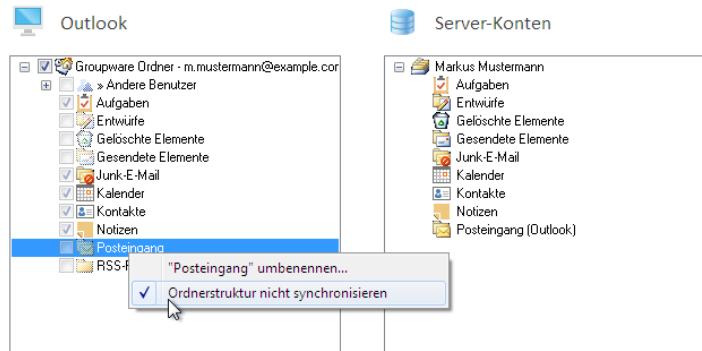 Outlook
Groupware Ordner - m.mustermann@example.cor
» Andere Benutzer
Aufgaben
Entwürfe
Gelöschte Elemente
Gesendete Elemente
Junk-E-Mail
Kalender
Kontakte
Notizen
Posteingang
RSS-F
"Posteingang" umbenennen...
Ordnerstruktur nicht synchronisieren
Server-Konten
Markus Mustermann
Aufgaben
Entwürfe
Gelöschte Elemente
Gesendete Elemente
Junk-E-Mail
Kalender
Kontakte
Notizen
Posteingang (Outlook)